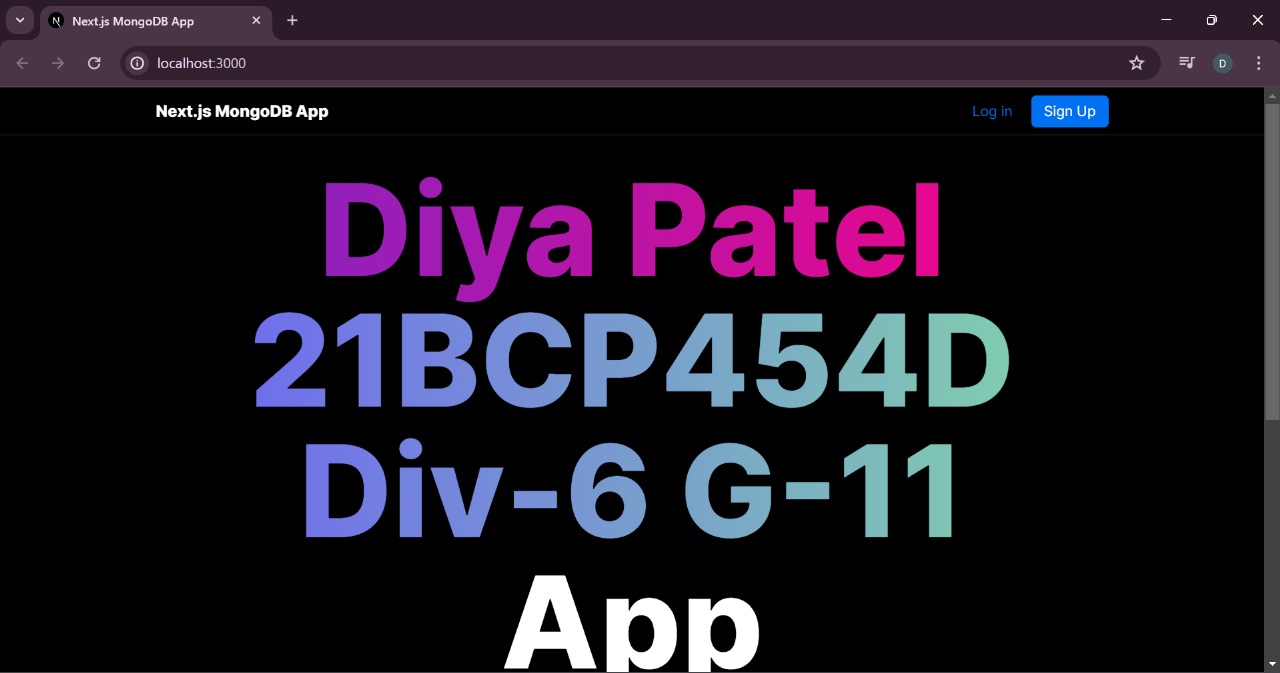 Next.js MongoDB App
localhost:3000
D
Next.js MongoDB App
Log in
Sign Up
Diya Patel
21BCP454D
Div-6 G-11
App